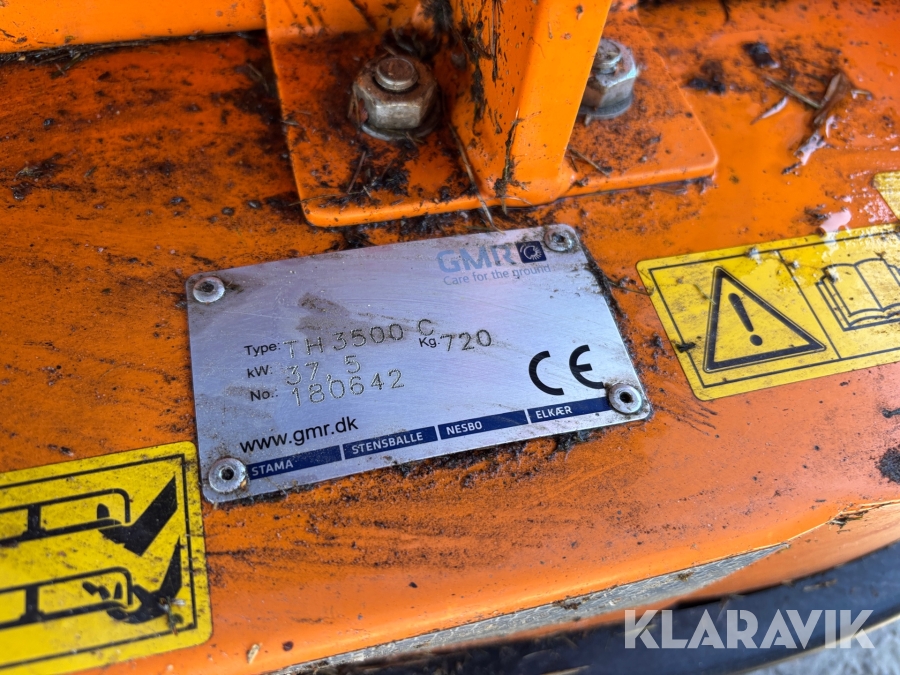 GMR
Care for the ground
Type: TH 3500 C Kg. 720
kW: 37,5
No.: 180642
CE
www.gmr.dk
STAMA STENSBALLE NESBO ELKÆR
KLARAVIK